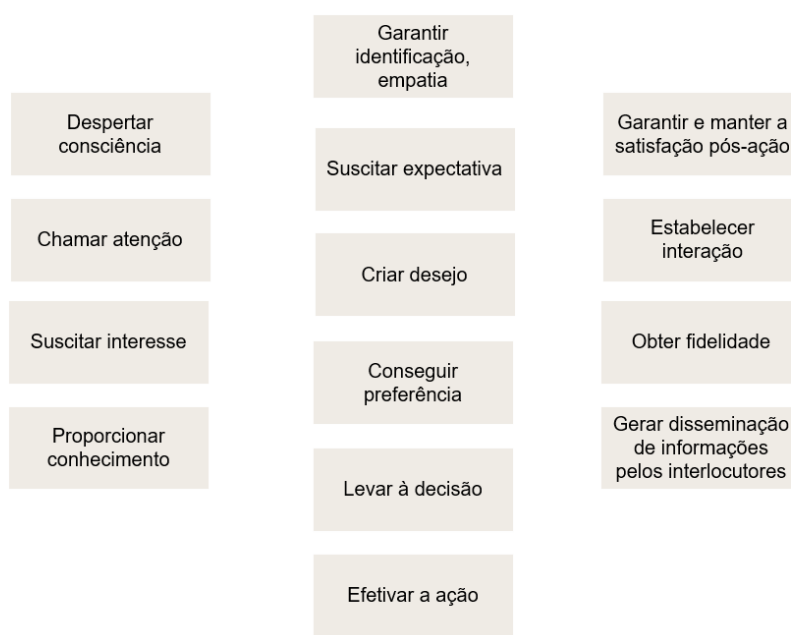 Despertar
consciência
Chamar atenção
Suscitar interesse
Proporcionar
conhecimento
Garantir
identificação,
empatia
Suscitar expectativa
Criar desejo
Conseguir
preferência
Levar à decisão
Efetivar a ação
Garantir e manter a
satisfação pós-ação
Estabelecer
interação
Obter fidelidade
Gerar disseminação
de informações
pelos interlocutores